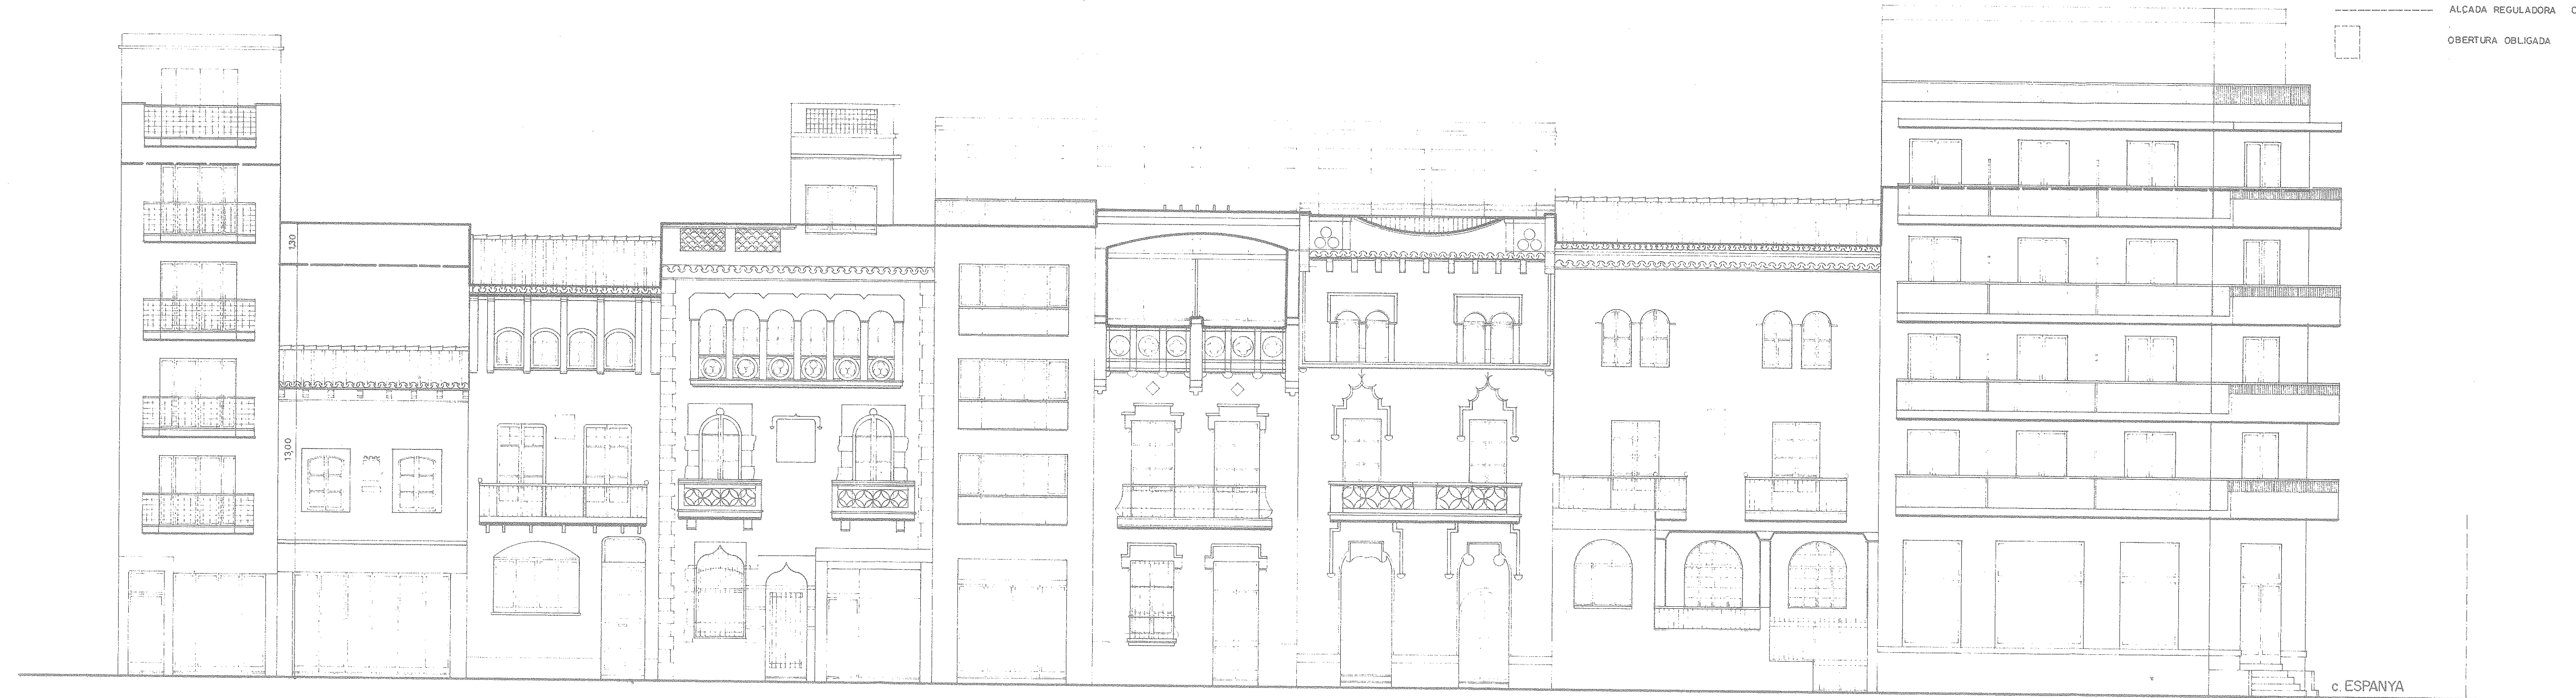 ALÇADA REGULADORA
OBERTURA OBLIGADA
1,30
13,00
c. ESPANYA